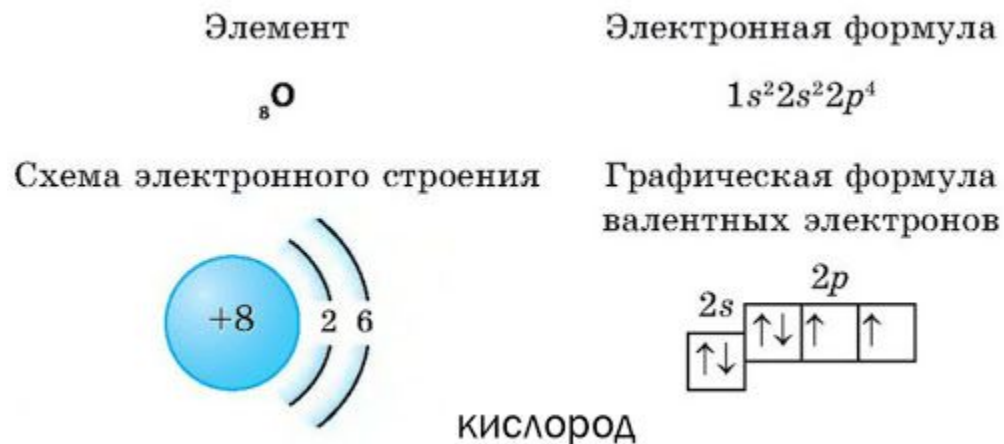 Элемент
Электронная формула
₈O
1s²2s²2p⁴
Схема электронного строения
Графическая формула
валентных электронов
+8 2 6
2p
2s
↑↓ ↑ ↑
↑↓
кислород